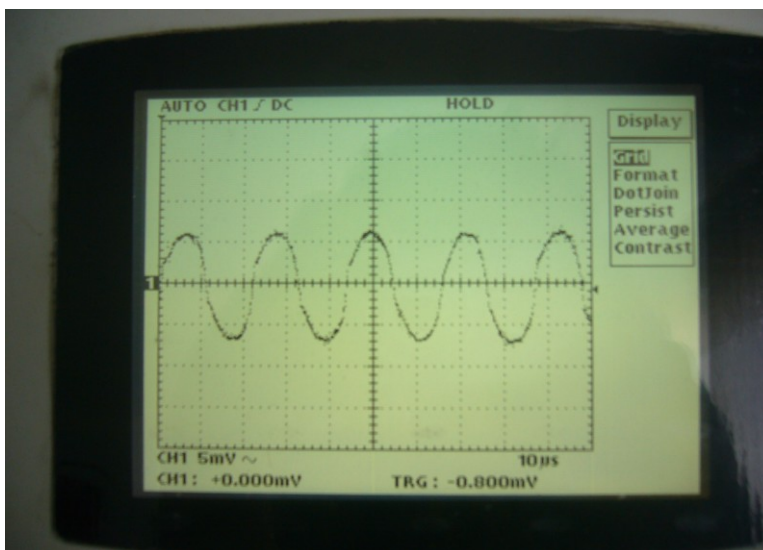 AUTO CH1 ⎍ DC HOLD
Display
Grid
Format
DotJoin
Persist
Average
Contrast
1
CH1 5mV ~ 10µs
CH1: +0.000mV TRG: -0.800mV